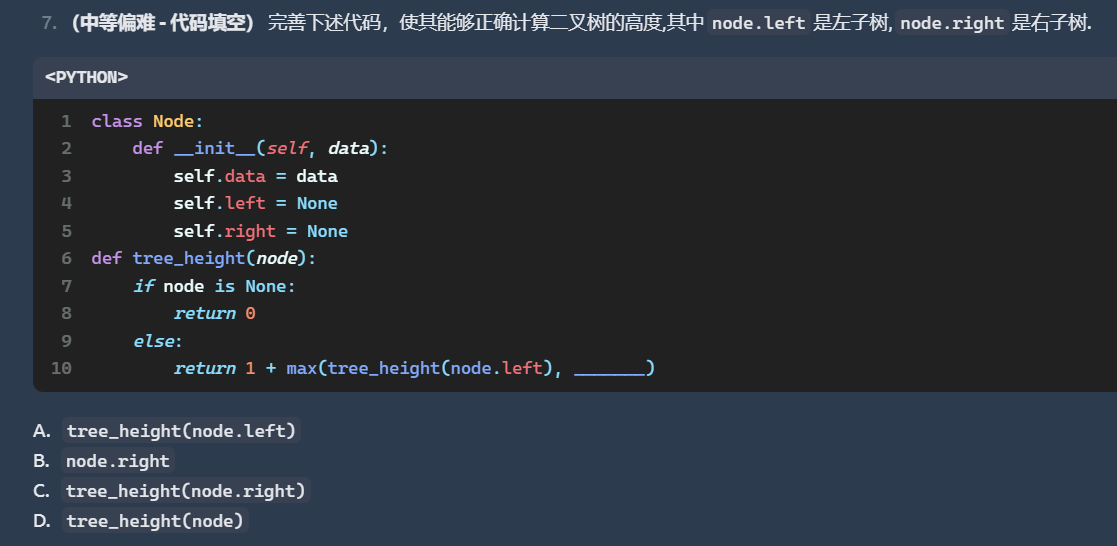 7. (中等偏难 - 代码填空) 完善下述代码，使其能够正确计算二叉树的高度,其中 node.left 是左子树, node.right 是右子树.
<PYTHON>
1 class Node:
2     def __init__(self, data):
3         self.data = data
4         self.left = None
5         self.right = None
6 def tree_height(node):
7     if node is None:
8         return 0
9     else:
10         return 1 + max(tree_height(node.left), _______)
A. tree_height(node.left)
B. node.right
C. tree_height(node.right)
D. tree_height(node)